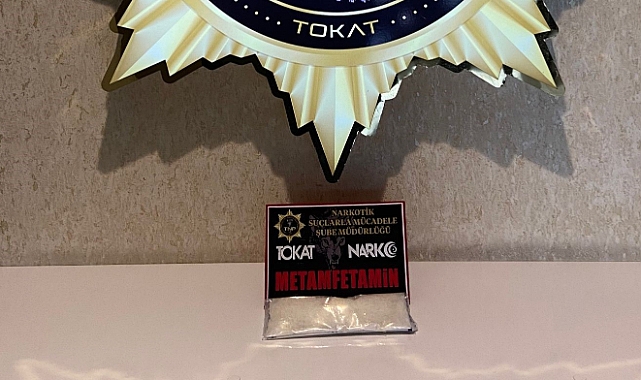 TOKAT
NARKOTİK
SUÇLARLA MÜCADELE
ŞUBE MÜDÜRLÜĞÜ
TOKAT NARKO
METAMFETAMİN